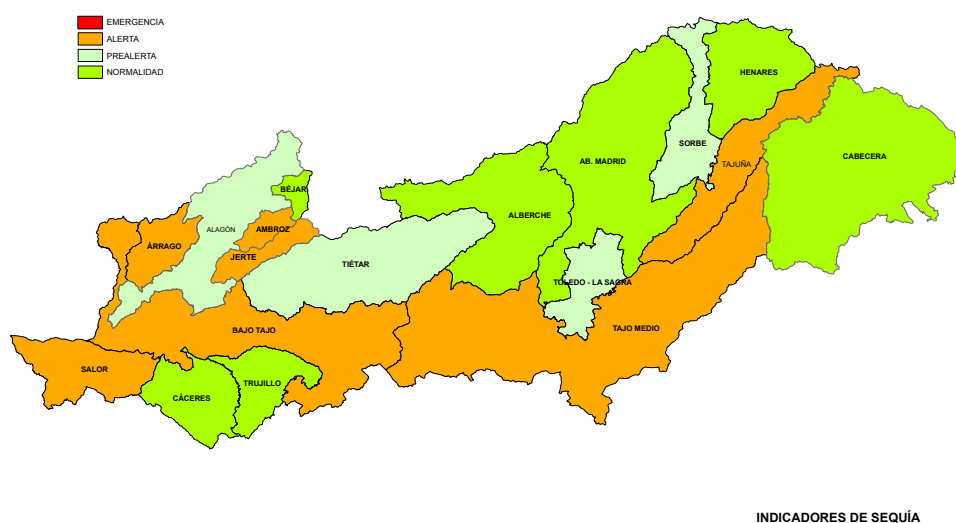 EMERGENCIA
ALERTA
PREALERTA
NORMALIDAD
HENARES
SORBE
CABECERA
AB. MADRID
TAJUÑA
BÉJAR
ALBERCHE
ALAGÓN
AMBROZ
ÁRRAGO
JERTE
TIÉTAR
TOLEDO - LA SAGRA
BAJO TAJO
TAJO MEDIO
SALOR
TRUJILLO
CÁCERES
INDICADORES DE SEQUÍA